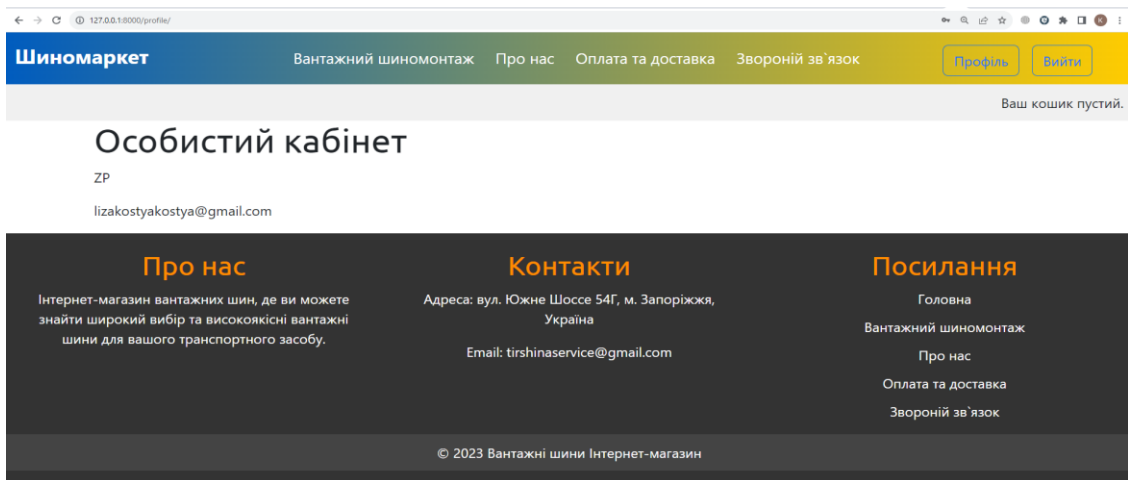 127.0.0.1:8000/profile/
K
Шиномаркет Вантажний шиномонтаж Про нас Оплата та доставка Звороній зв`язок Профіль Вийти
Ваш кошик пустий.
Особистий кабінет
ZP
lizakostyakostya@gmail.com
Про нас
Інтернет-магазин вантажних шин, де ви можете
знайти широкий вибір та високоякісні вантажні
шини для вашого транспортного засобу.
Контакти
Адреса: вул. Южне Шоссе 54Г, м. Запоріжжя,
Україна
Email: tirshinaservice@gmail.com
Посилання
Головна
Вантажний шиномонтаж
Про нас
Оплата та доставка
Звороній зв`язок
© 2023 Вантажні шини Інтернет-магазин